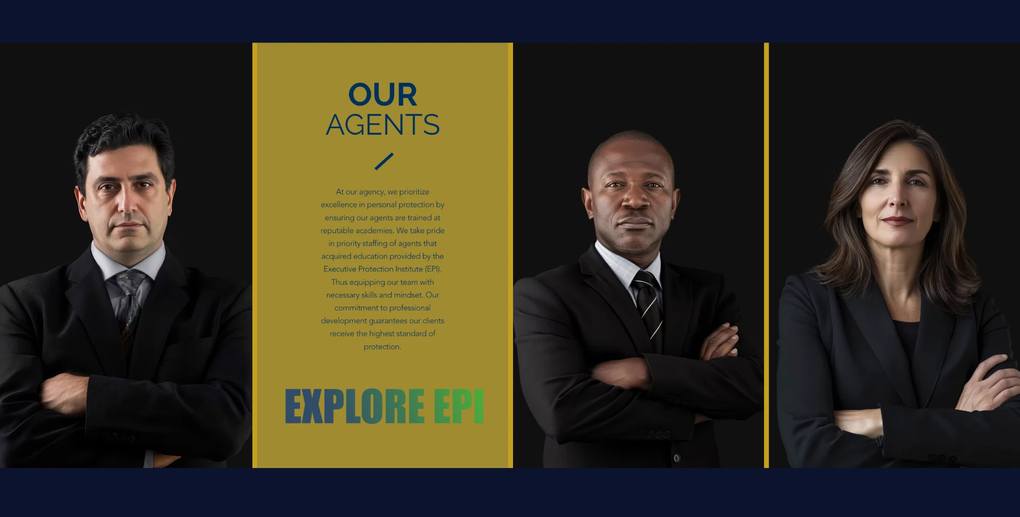 OUR
AGENTS
At our agency, we prioritize
excellence in personal protection by
ensuring our agents are trained at
reputable academies. We take pride
in priority staffing of agents that
acquired education provided by the
Executive Protection Institute (EPI).
Thus equipping our team with
necessary skills and mindset. Our
commitment to professional
development guarantees our clients
receive the highest standard of
protection.
EXPLORE EPI